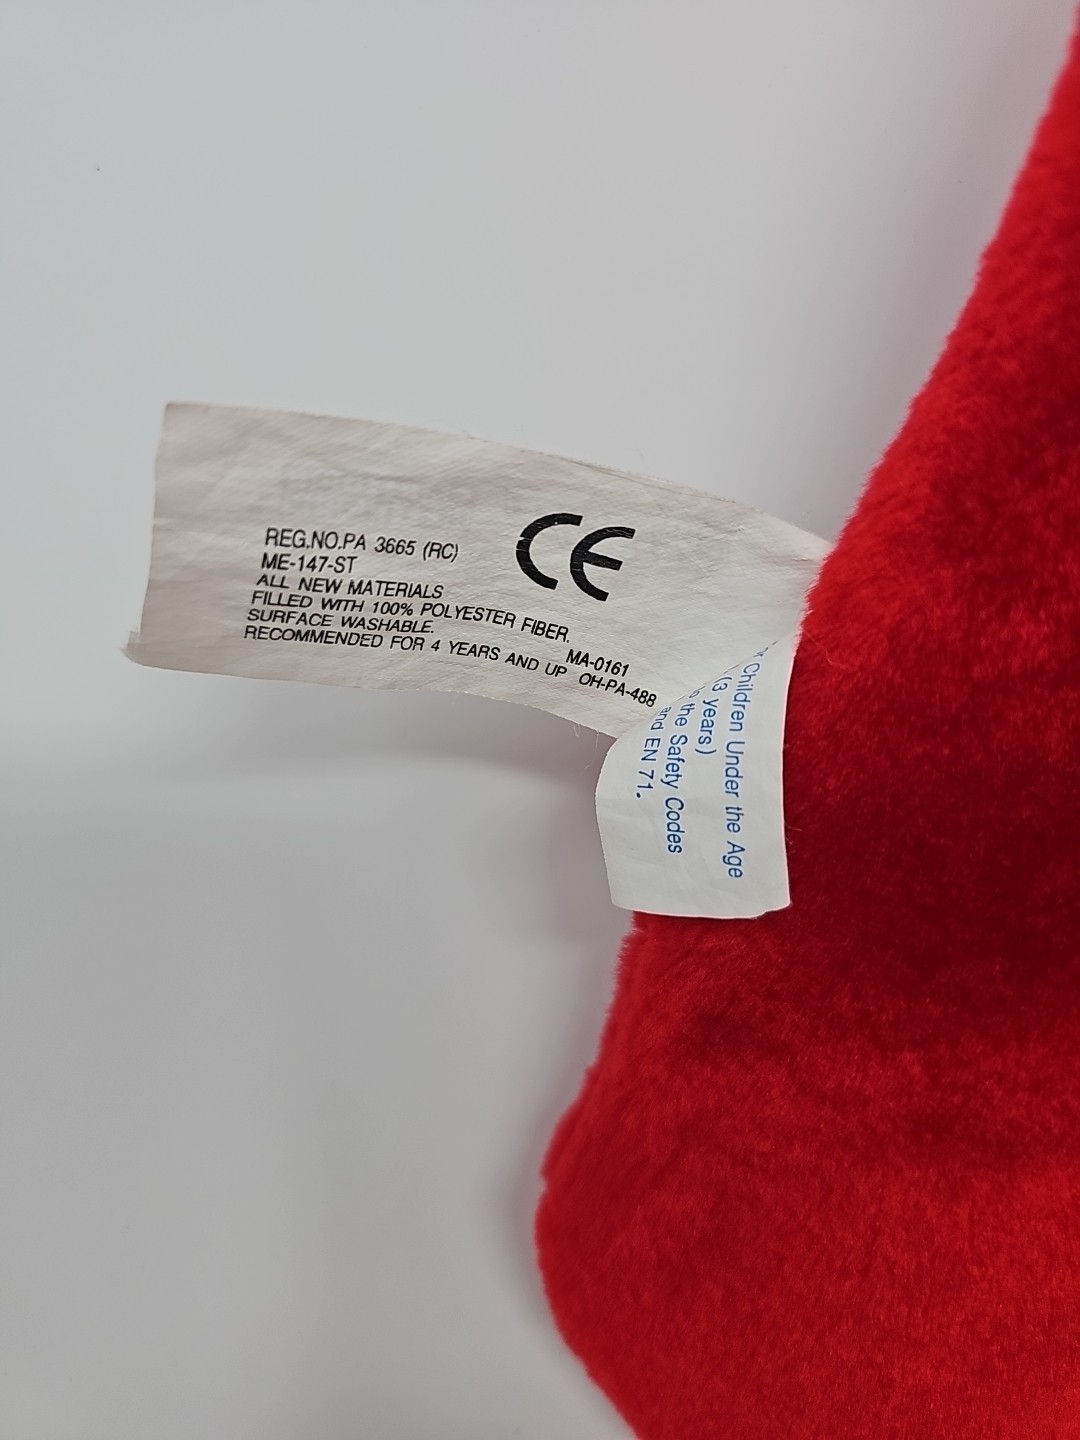 REG.NO.PA 3665 (RC)
ME-147-ST
ALL NEW MATERIALS
FILLED WITH 100% POLYESTER FIBER.
SURFACE WASHABLE.
RECOMMENDED FOR 4 YEARS AND UP
MA-0161
OH-PA-488
CE
Children Under the Age
(3 years)
the Safety Codes
and EN 71.